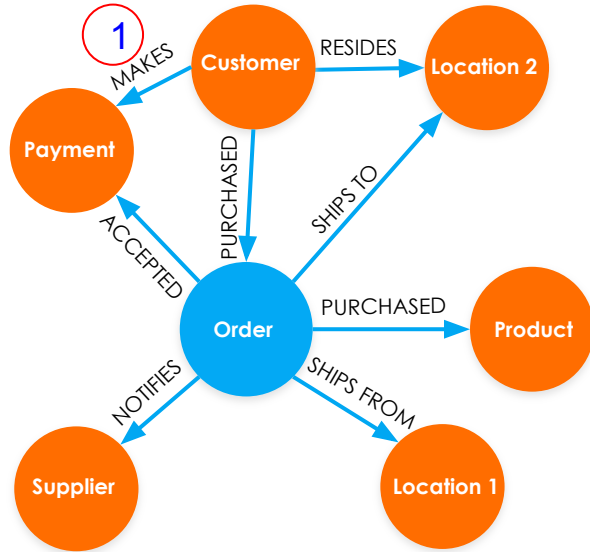 1
MAKES
Customer
RESIDES
Location 2
Payment
PURCHASED
SHIPS TO
ACCEPTED
Order
PURCHASED
Product
NOTIFIES
SHIPS FROM
Supplier
Location 1